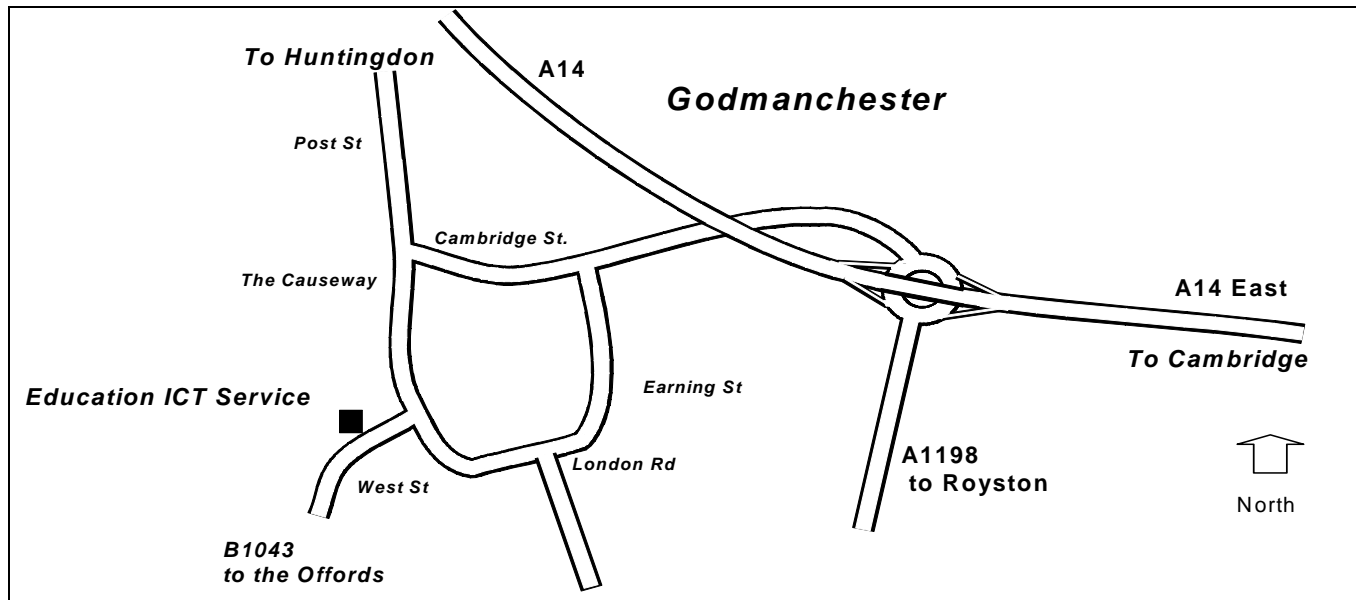 To Huntingdon
A14
Godmanchester
Post St
Cambridge St.
The Causeway
A14 East
To Cambridge
Education ICT Service
Earning St
London Rd
A1198
to Royston
West St
North
B1043
to the Offords